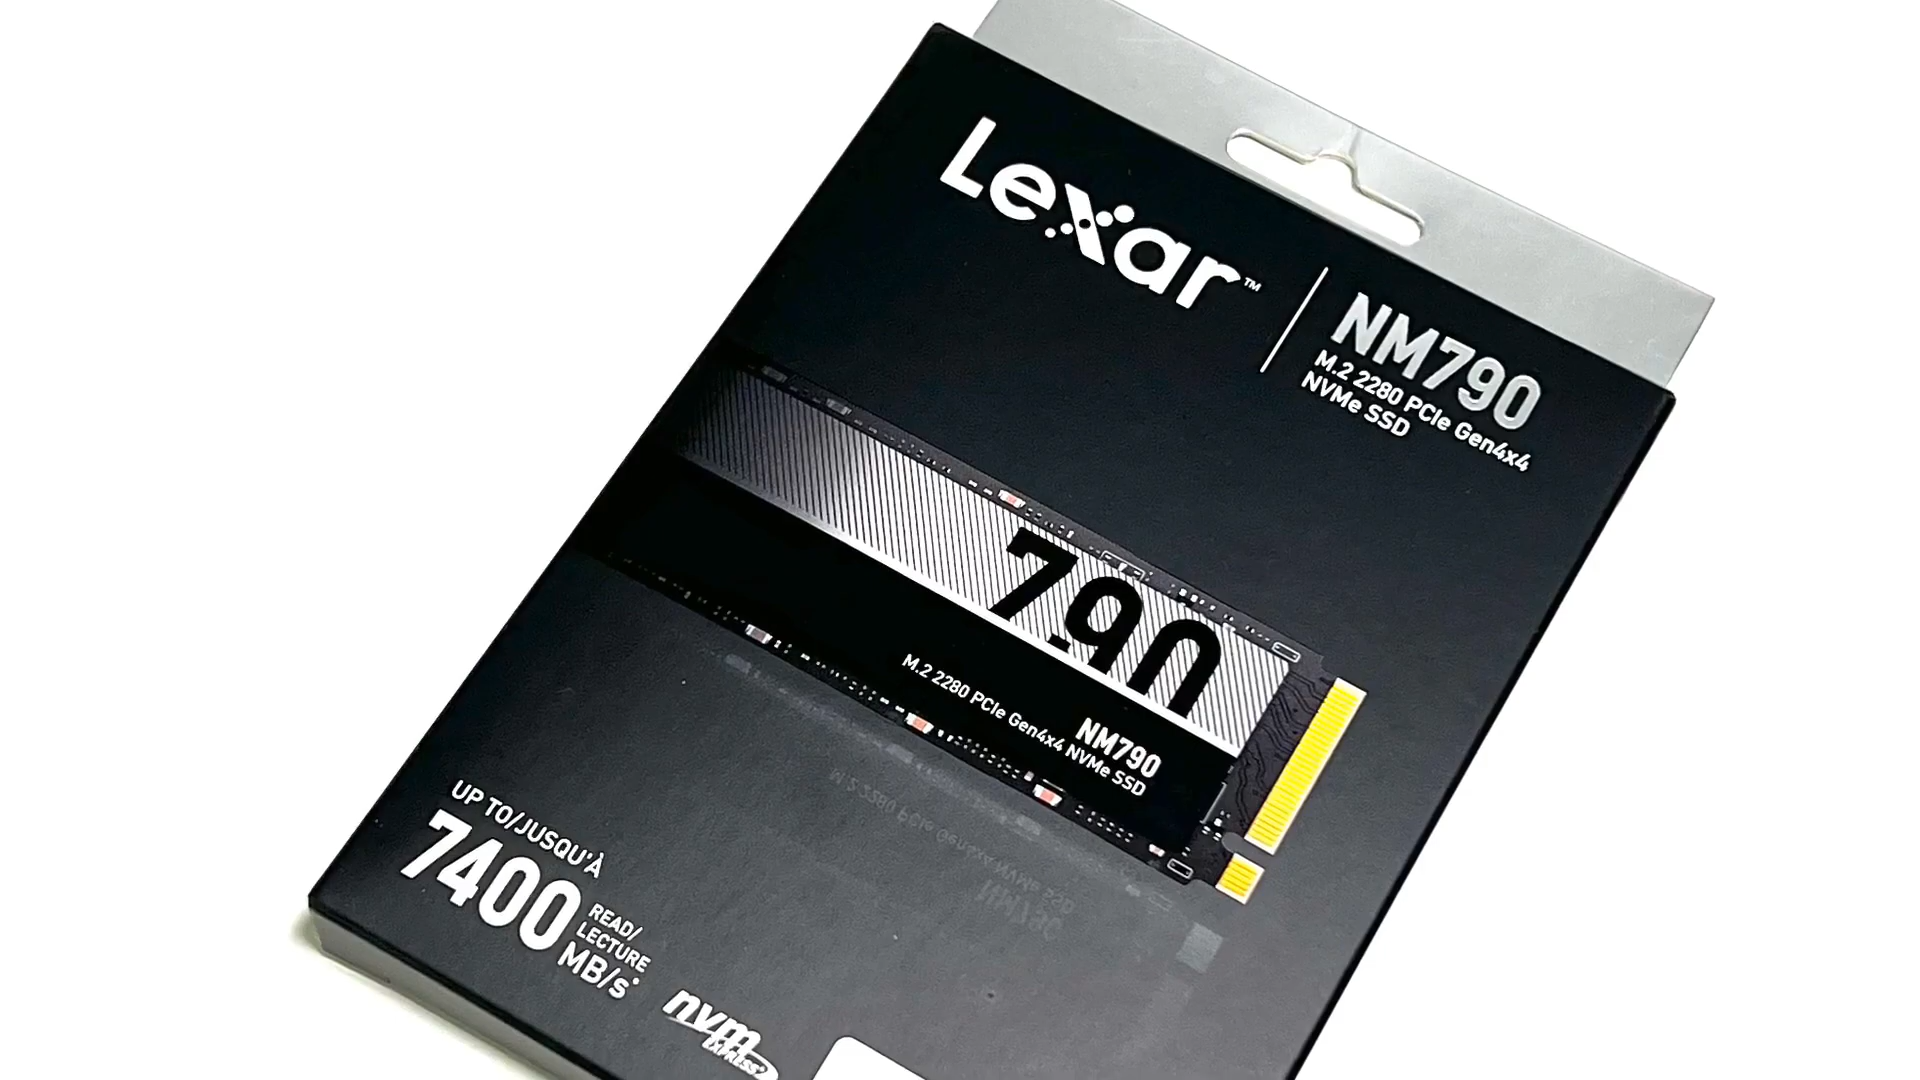 Lexar™
NM790
M.2 2280 PCIe Gen4x4
NVMe SSD
790
NM790
M.2 2280 PCIe Gen4x4 NVMe SSD
UP TO/JUSQU'À
7400
READ/
LECTURE
MB/s*
nvm
EXPRESS